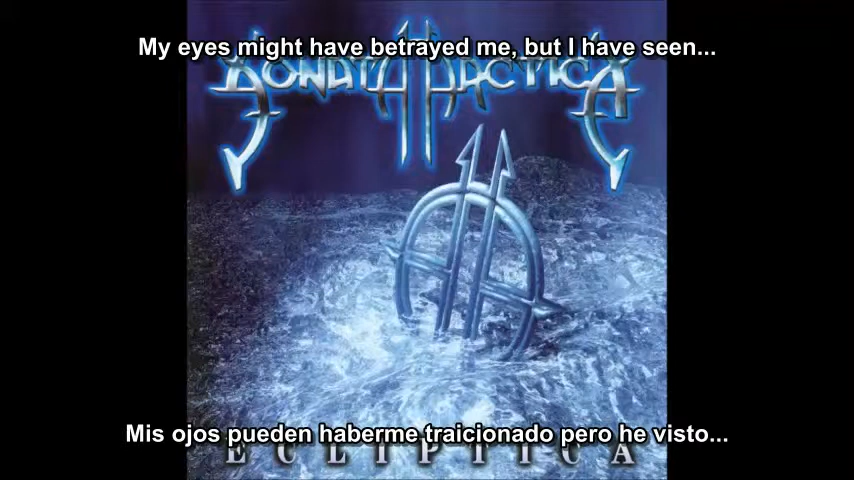 My eyes might have betrayed me, but I have seen...
SONATA ARCTICA
Mis ojos pueden haberme traicionado pero he visto...
ECLIPTICA